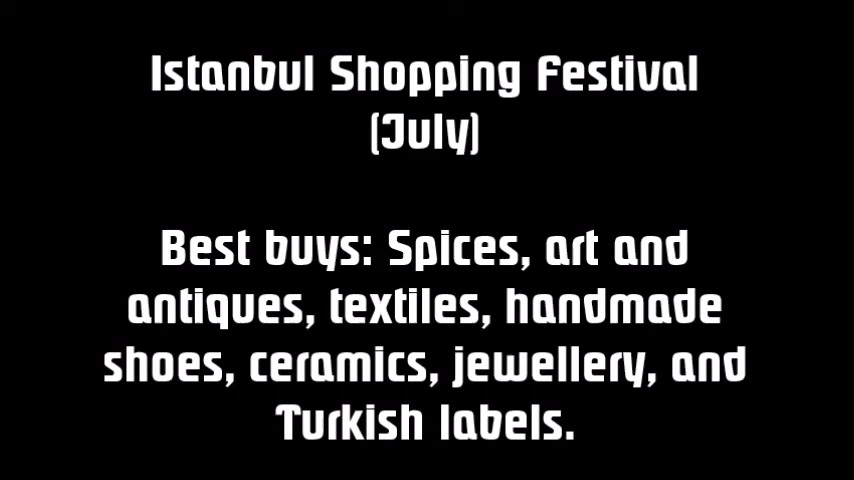 Istanbul Shopping Festival
(July)
Best buys: Spices, art and
antiques, textiles, handmade
shoes, ceramics, jewellery, and
Turkish labels.